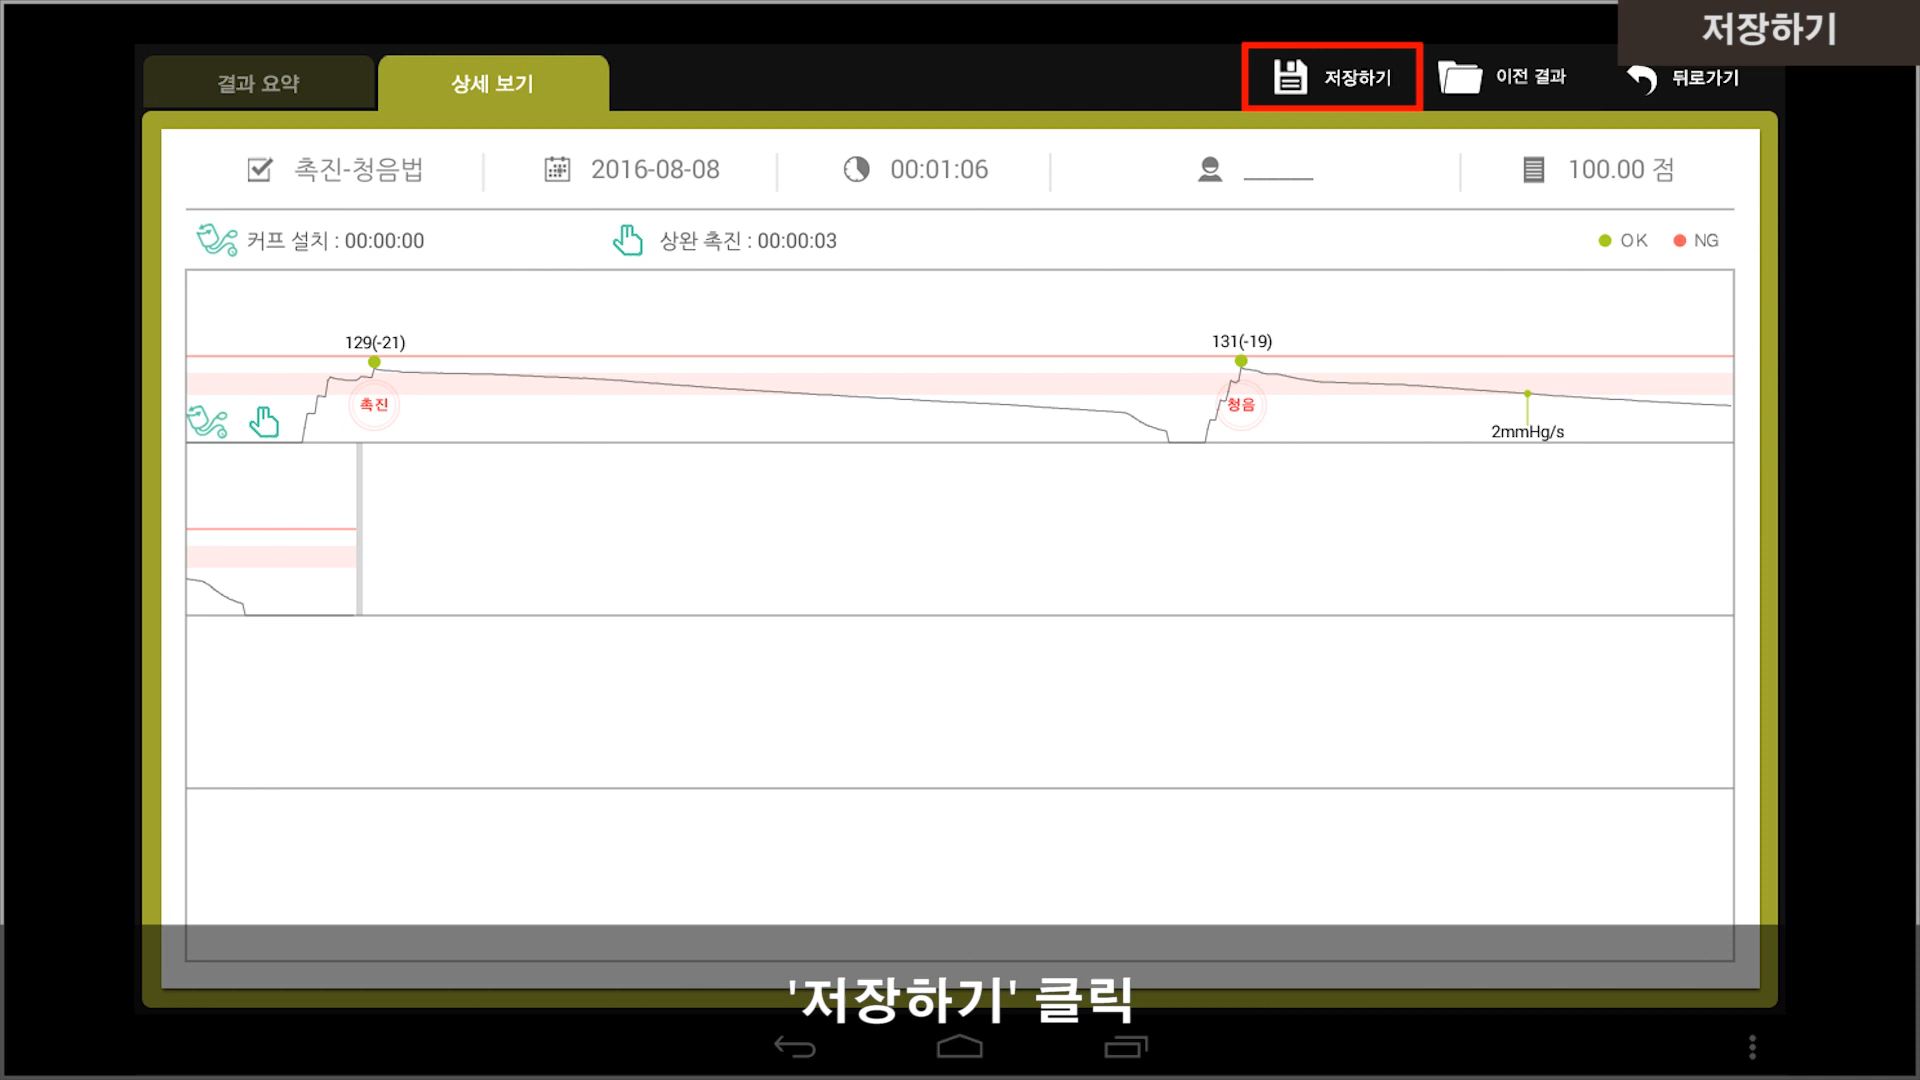 저장하기
결과 요약
상세 보기
저장하기
이전 결과
뒤로가기
촉진-청음법
2016-08-08
00:01:06
______
100.00 점
커프 설치 : 00:00:00
상완 촉진 : 00:00:03
OK
NG
129(-21)
131(-19)
촉진
청음
2mmHg/s
'저장하기' 클릭